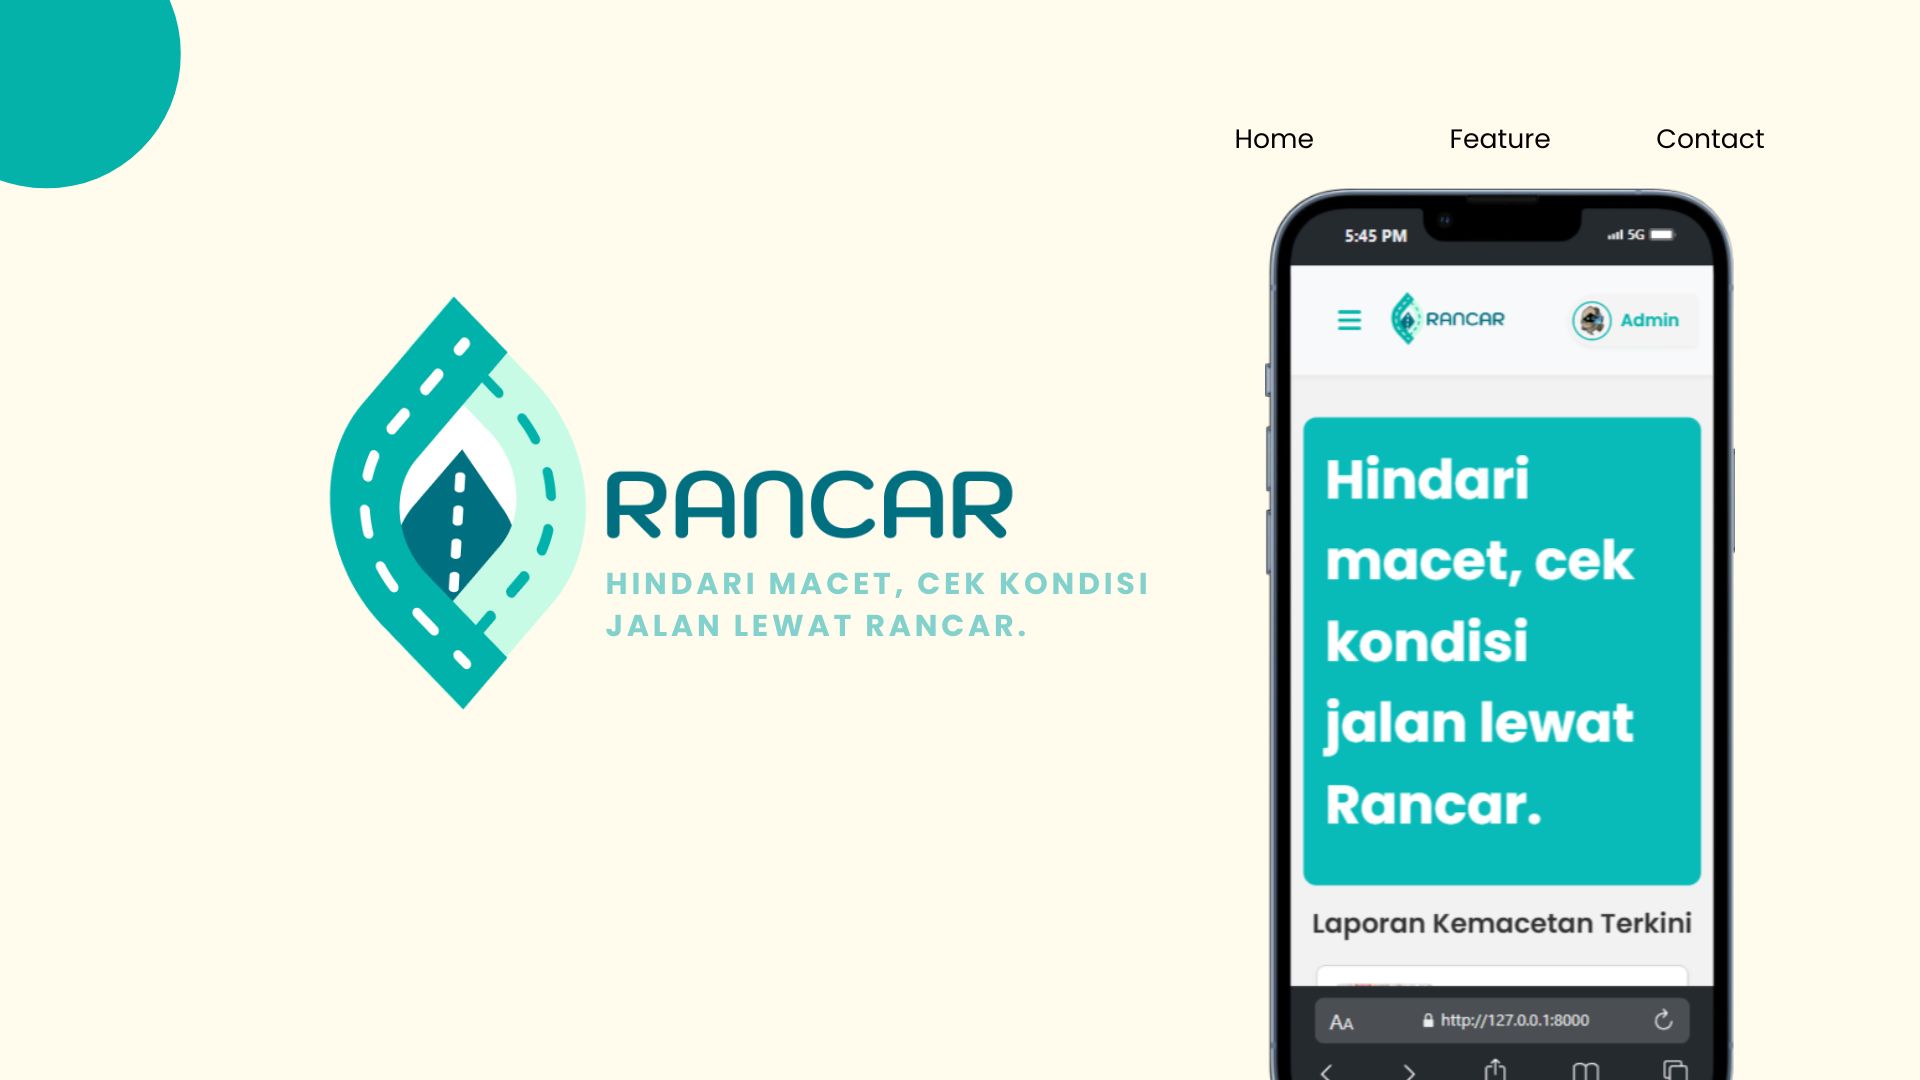 Home Feature Contact
RANCAR
HINDARI MACET, CEK KONDISI
JALAN LEWAT RANCAR.
5:45 PM 5G
RANCAR Admin
Hindari
macet, cek
kondisi
jalan lewat
Rancar.
Laporan Kemacetan Terkini
AA http://127.0.0.1:8000